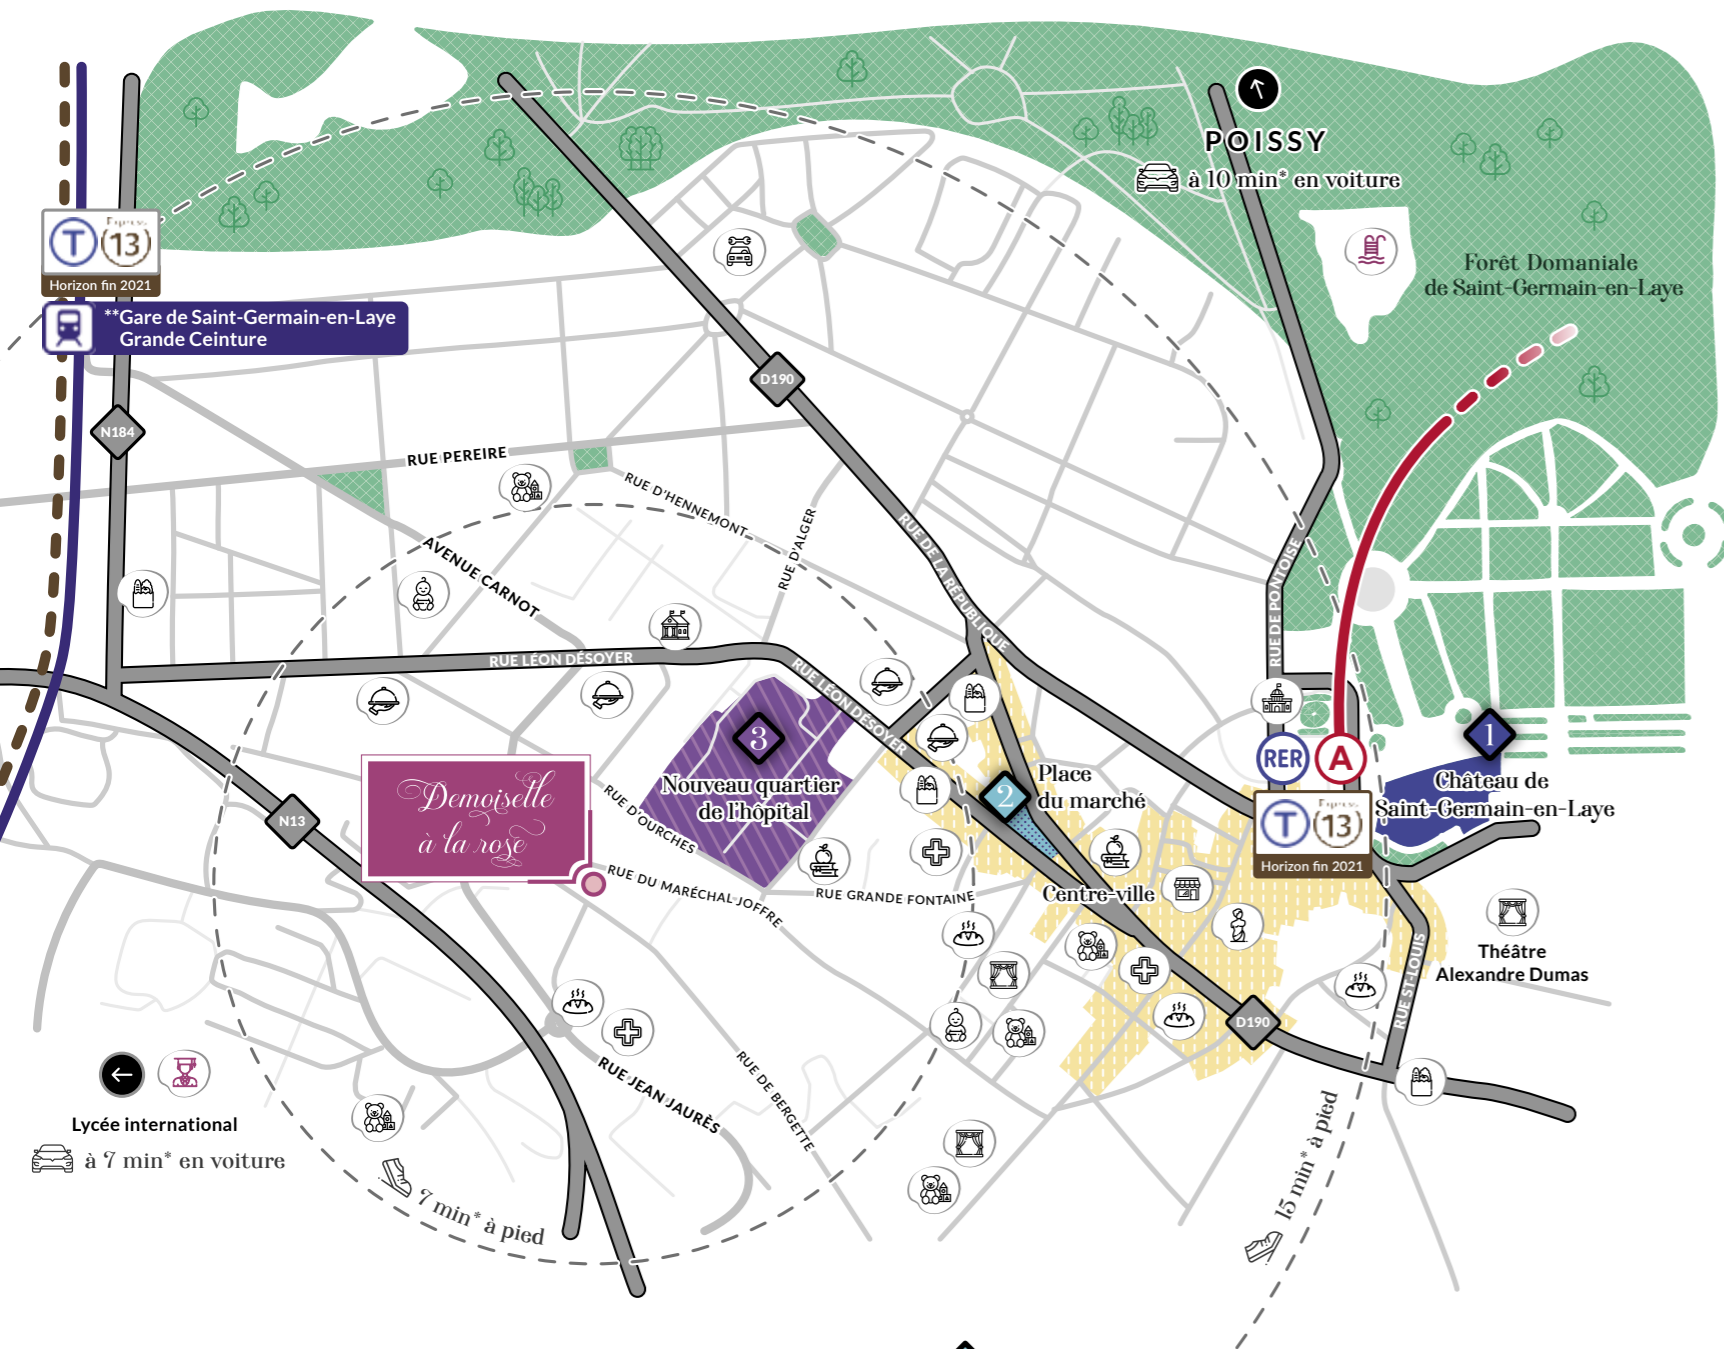 POISSY
à 10 min* en voiture
T
Express
13
Horizon fin 2021
**Gare de Saint-Germain-en-Laye
Grande Ceinture
Forêt Domaniale
de Saint-Germain-en-Laye
D190
N184
RUE PEREIRE
RUE D'HENNEMONT
RUE D'ALGER
RUE DE LA RÉPUBLIQUE
RUE DE PONTOISE
AVENUE CARNOT
RUE LÉON DÉSOYER
RUE LÉON DÉSOYER
3
Nouveau quartier
de l'hôpital
2
Place
du marché
RER
A
1
Château de
Saint-Germain-en-Laye
T
Express
13
Horizon fin 2021
Demoiselle
à la rose
N13
RUE D'OURCHES
RUE DU MARÉCHAL JOFFRE
RUE GRANDE FONTAINE
Centre-ville
Théâtre
Alexandre Dumas
RUE ST-LOUIS
D190
RUE JEAN JAURÈS
RUE DE BERGETTE
Lycée international
à 7 min* en voiture
7 min* à pied
15 min* à pied